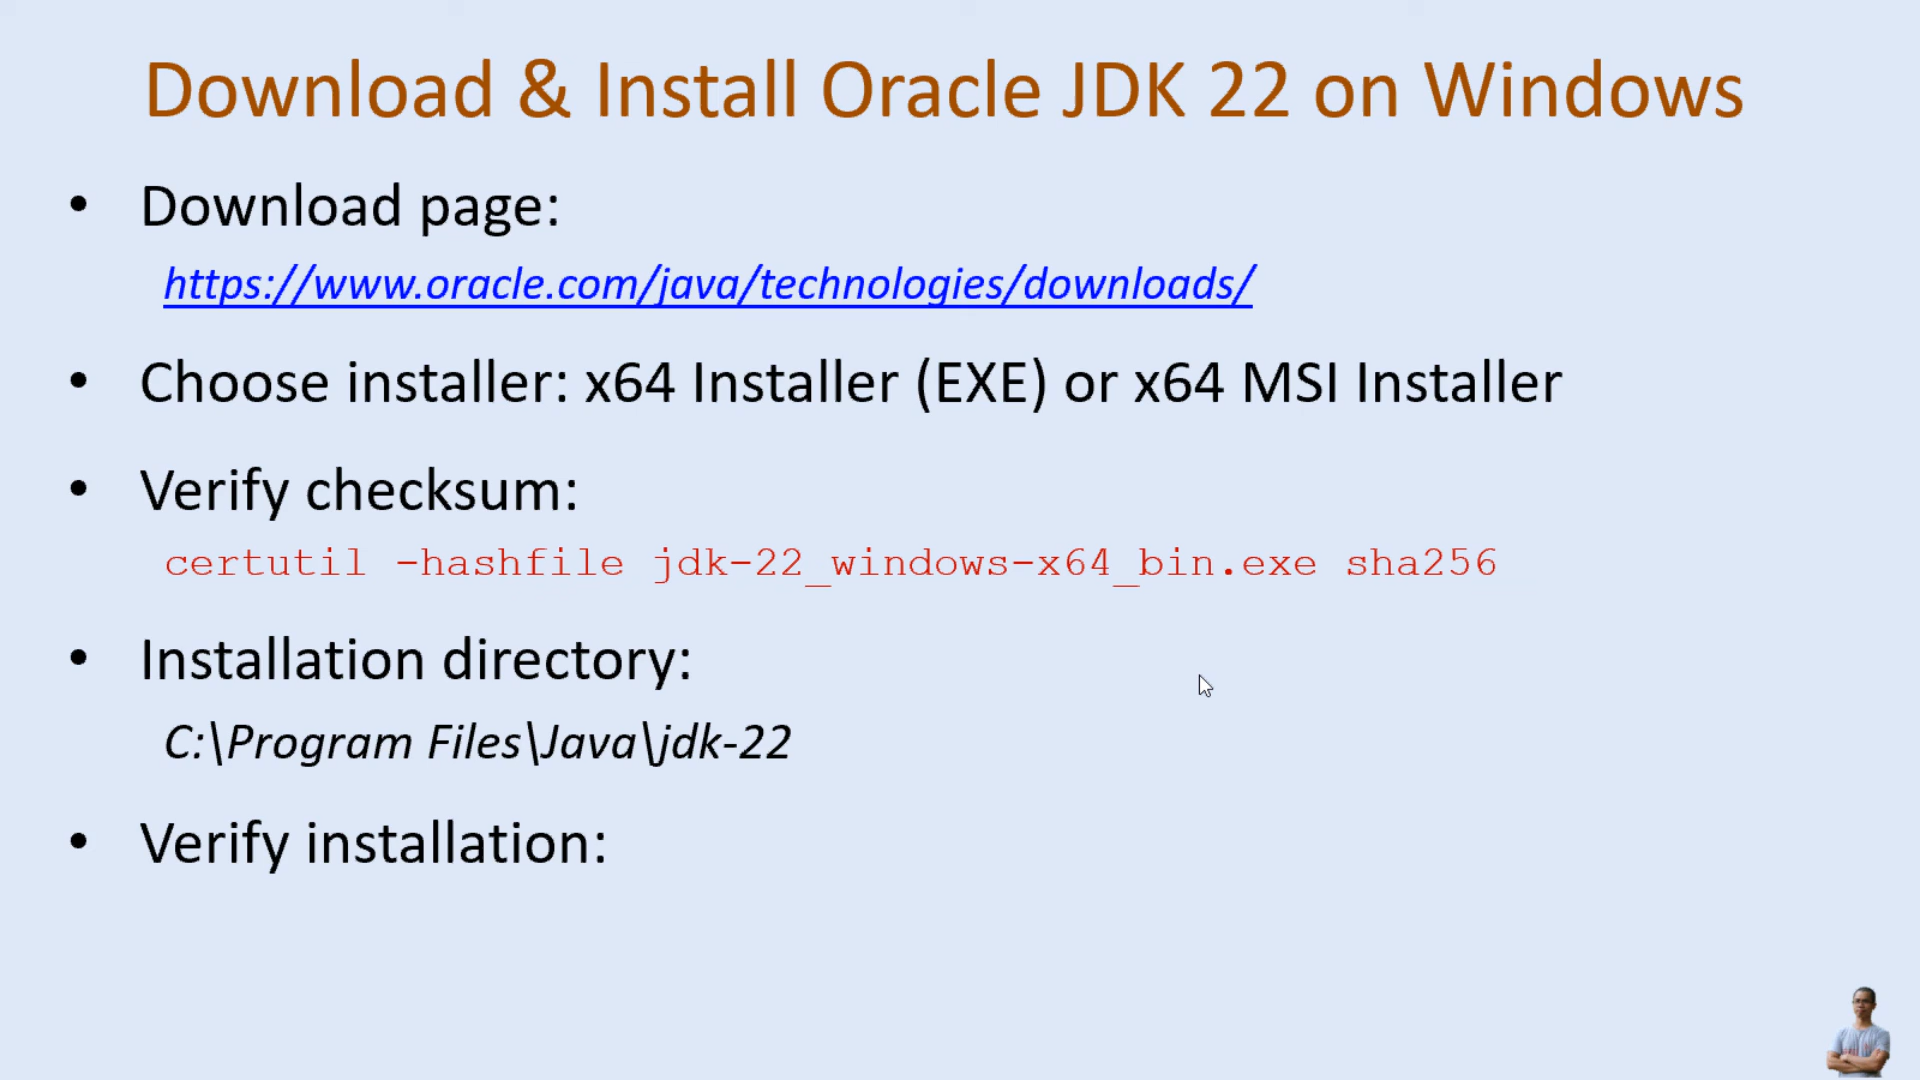 Download & Install Oracle JDK 22 on Windows
• Download page:
https://www.oracle.com/java/technologies/downloads/
• Choose installer: x64 Installer (EXE) or x64 MSI Installer
• Verify checksum:
certutil -hashfile jdk-22_windows-x64_bin.exe sha256
• Installation directory:
C:\Program Files\Java\jdk-22
• Verify installation: